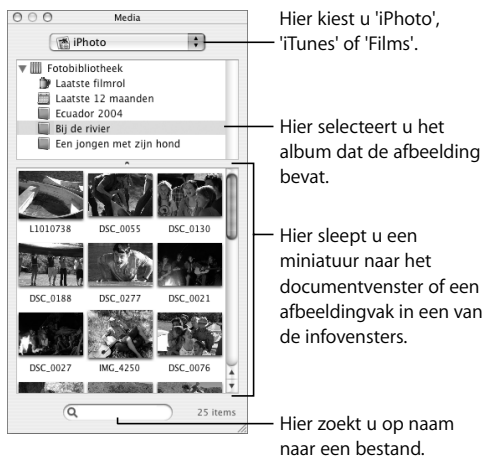 Media
iPhoto
Fotobibliotheek
Laatste filmrol
Laatste 12 maanden
Ecuador 2004
Bij de rivier
Een jongen met zijn hond
L1010738 DSC_0055 DSC_0130
DSC_0188 DSC_0277 DSC_0021
DSC_0027 IMG_4250 DSC_0076
25 items
Hier kiest u 'iPhoto',
'iTunes' of 'Films'.
Hier selecteert u het
album dat de afbeelding
bevat.
Hier sleept u een
miniatuur naar het
documentvenster of een
afbeeldingvak in een van
de infovensters.
Hier zoekt u op naam
naar een bestand.